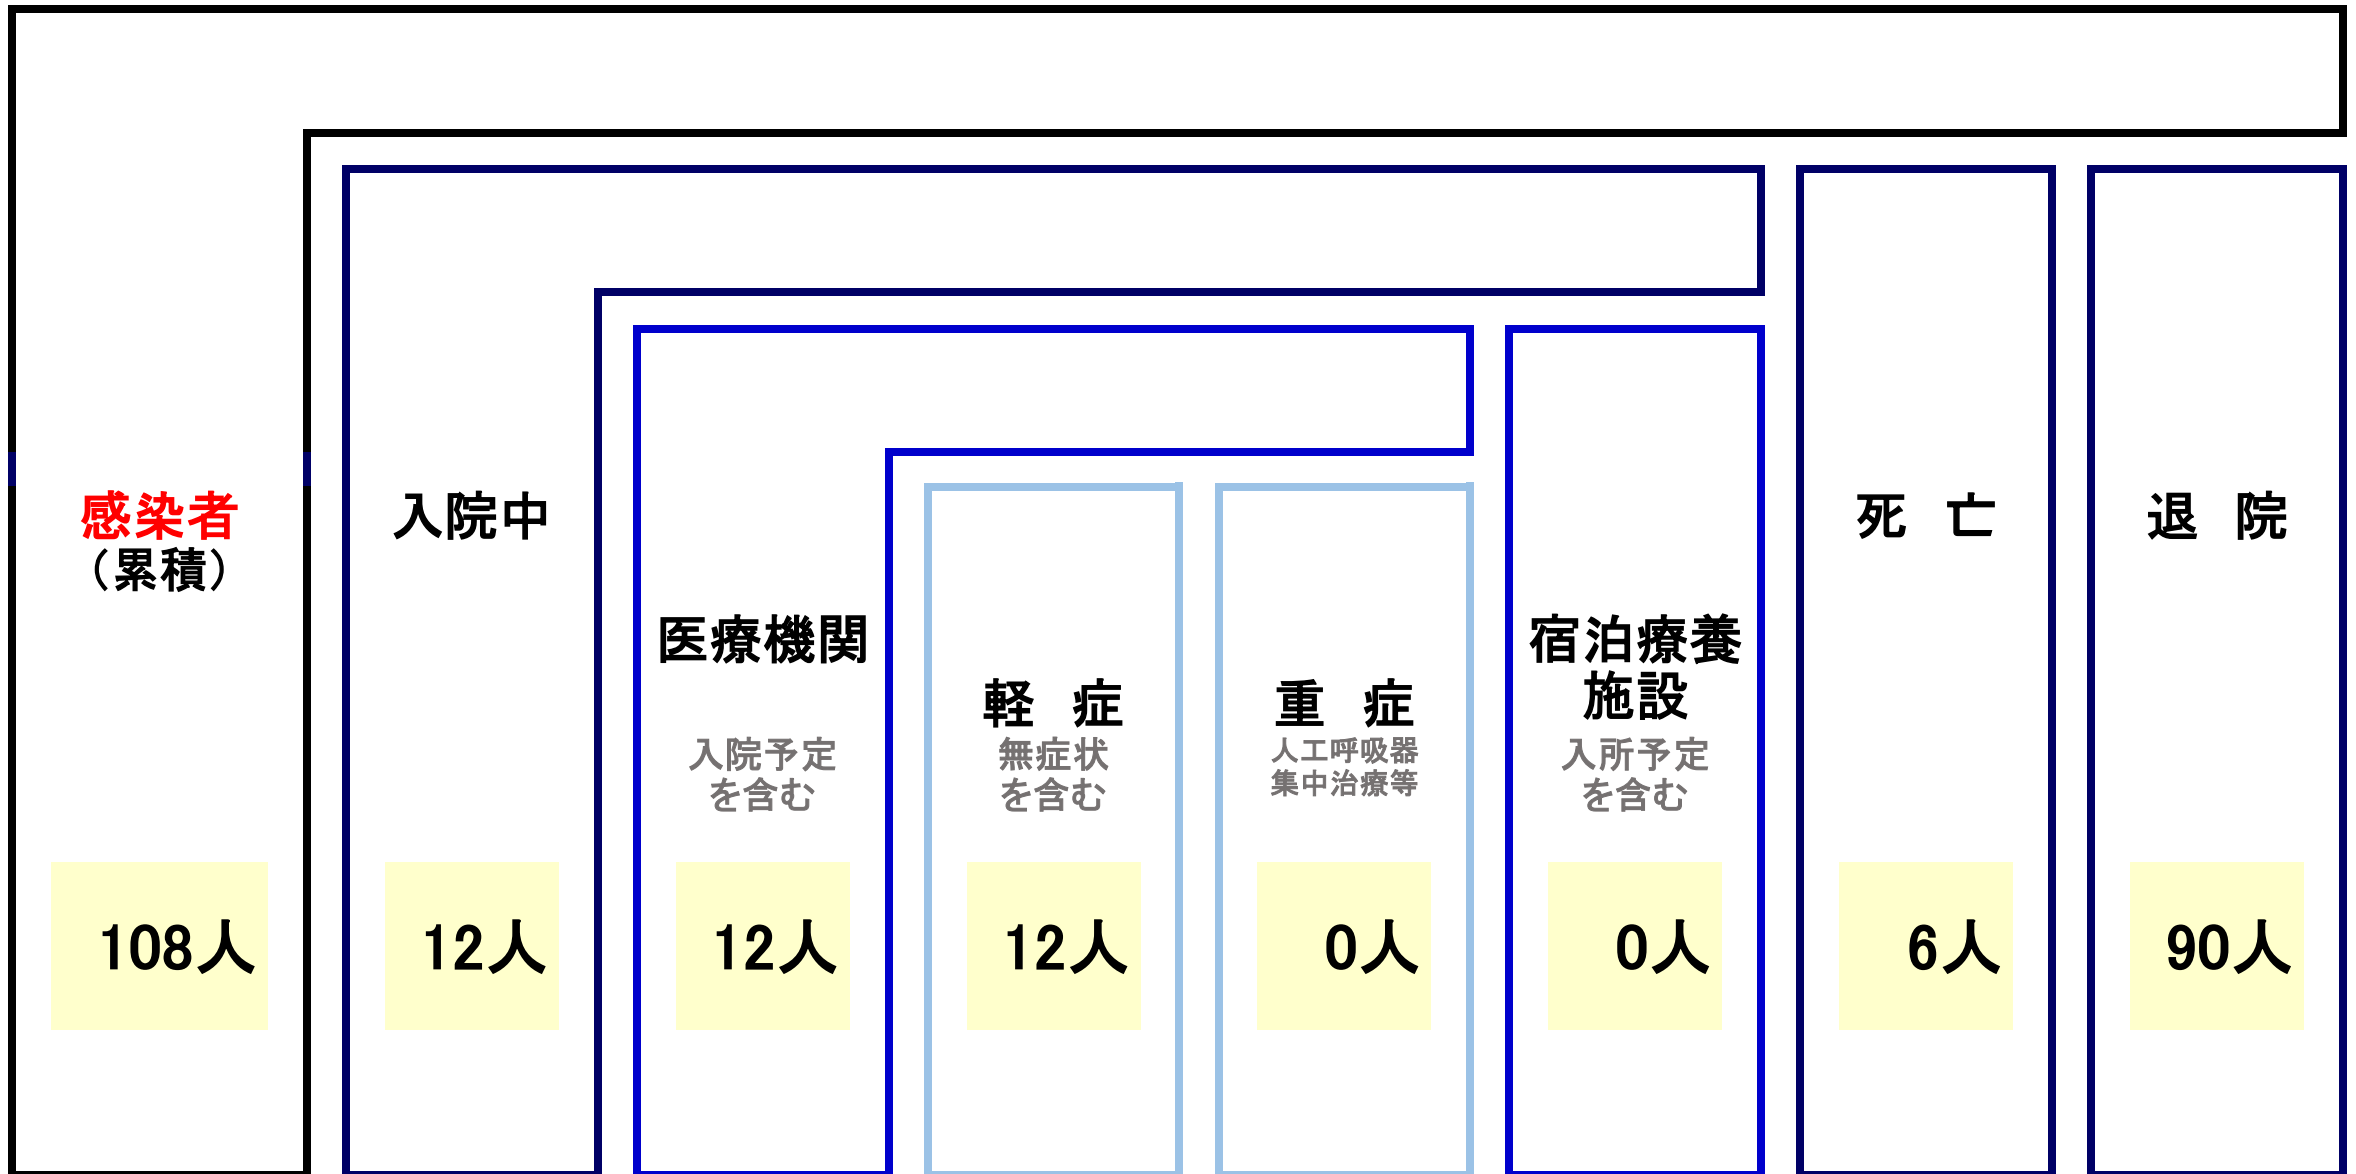 感染者
（累積）
108人
入院中
12人
医療機関
入院予定
を含む
12人
軽　症
無症状
を含む
12人
重　症
人工呼吸器
集中治療等
0人
宿泊療養
施設
入所予定
を含む
0人
死　亡
6人
退　院
90人